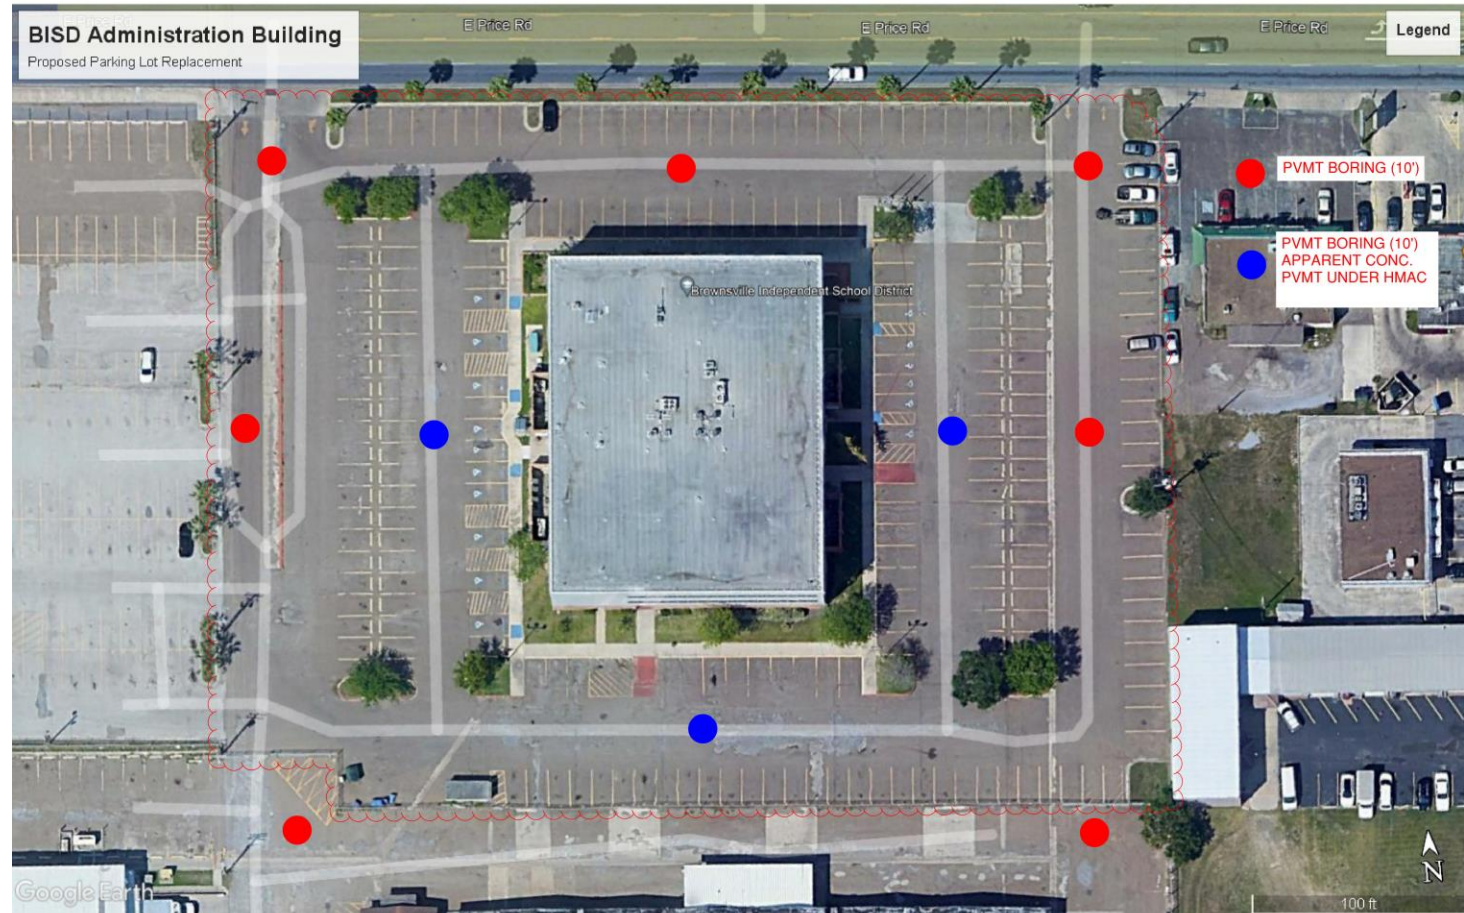 BISD Administration Building
Proposed Parking Lot Replacement
E Price Rd
E Price Rd
E Price Rd
Legend
PVMT BORING (10')
PVMT BORING (10')
APPARENT CONC.
PVMT UNDER HMAC
Brownsville Independent School District
Google Earth
N
100 ft